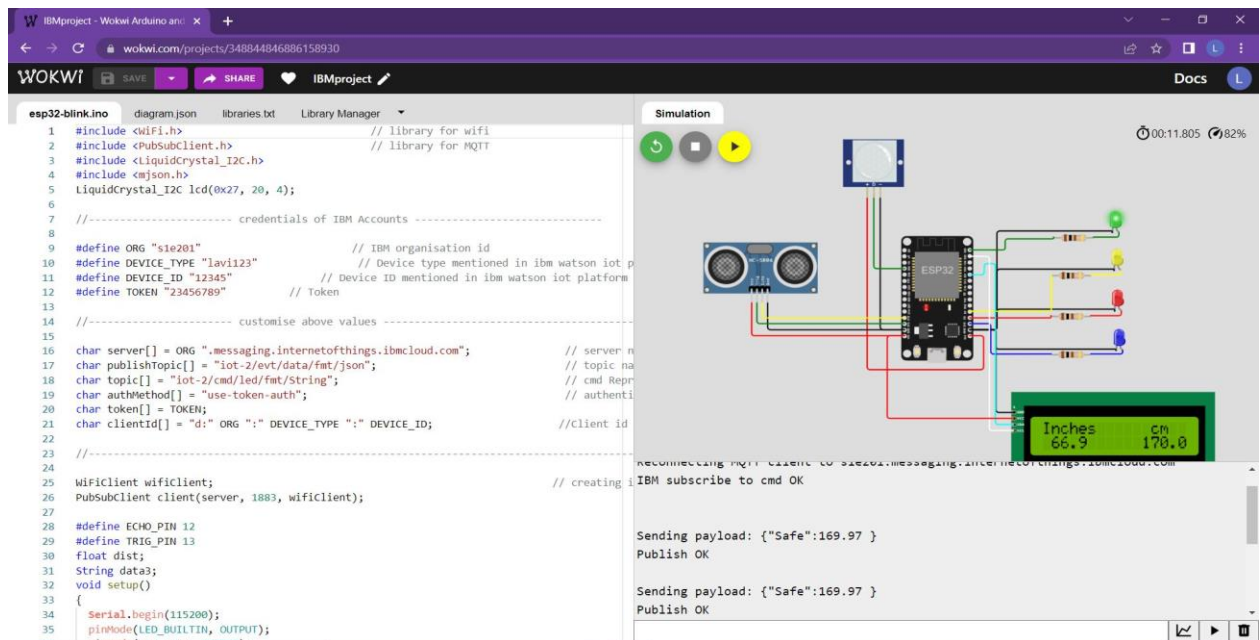 IBMproject - Wokwi Arduino and
wokwi.com/projects/348844846886158930
L
WOKWI
SAVE
SHARE
IBMproject
Docs
L
esp32-blink.ino diagram.json libraries.txt Library Manager
1 #include <WiFi.h> // library for wifi
2 #include <PubSubClient.h> // library for MQTT
3 #include <LiquidCrystal_I2C.h>
4 #include <mjson.h>
5 LiquidCrystal_I2C lcd(0x27, 20, 4);
6
7 //----------------------- credentials of IBM Accounts ------------------------------
8
9 #define ORG "s1e201" // IBM organisation id
10 #define DEVICE_TYPE "lavi123" // Device type mentioned in ibm watson iot p
11 #define DEVICE_ID "12345" // Device ID mentioned in ibm watson iot platform
12 #define TOKEN "23456789" // Token
13
14 //----------------------- customise above values ---------------------------------------
15
16 char server[] = ORG ".messaging.internetofthings.ibmcloud.com"; // server n
17 char publishTopic[] = "iot-2/evt/data/fmt/json"; // topic na
18 char topic[] = "iot-2/cmd/led/fmt/String"; // cmd Repr
19 char authMethod[] = "use-token-auth"; // authenti
20 char token[] = TOKEN;
21 char clientId[] = "d:" ORG ":" DEVICE_TYPE ":" DEVICE_ID; //Client id
22
23 //---------------------------------------------------------------------------------------
24
25 WiFiClient wifiClient; // creating i
26 PubSubClient client(server, 1883, wifiClient);
27
28 #define ECHO_PIN 12
29 #define TRIG_PIN 13
30 float dist;
31 String data3;
32 void setup()
33 {
34 Serial.begin(115200);
35 pinMode(LED_BUILTIN, OUTPUT);
Simulation
00:11.805 82%
HC-SR04
ESP32
Inches cm
66.9 170.0
Reconnecting MQTT client to s1e201.messaging.internetofthings.ibmcloud.com
IBM subscribe to cmd OK
Sending payload: {"Safe":169.97 }
Publish OK
Sending payload: {"Safe":169.97 }
Publish OK